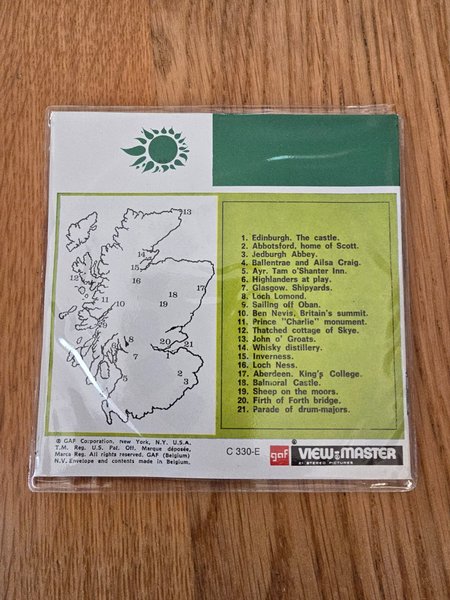 13
14
12
15
16
17
19
11
10
18
9
8
20
21
7
5
2
3
1. Edinburgh. The castle.
2. Abbotsford, home of Scott.
3. Jedburgh Abbey.
4. Ballentrae and Ailsa Craig.
5. Ayr. Tam o'Shanter Inn.
6. Highlanders at play.
7. Glasgow. Shipyards.
8. Loch Lomond.
9. Sailing off Oban.
10. Ben Nevis. Britain's summit.
11. Prince "Charlie" monument.
12. Thatched cottage of Skye.
13. John o' Groats.
14. Whisky distillery.
15. Inverness.
16. Loch Ness.
17. Aberdeen. King's College.
18. Balmoral Castle.
19. Sheep on the moors.
20. Firth of Forth bridge.
21. Parade of drum-majors.
® GAF Corporation, New York, N.Y. U.S.A.
T.M. Reg. U.S. Pat. Off. Marque déposée,
Marca Reg. All rights reserved. GAF (Belgium)
N.V. Envelope and contents made in Belgium.
C 330-E
gaf ® VIEW-MASTER
21 STEREO PICTURES